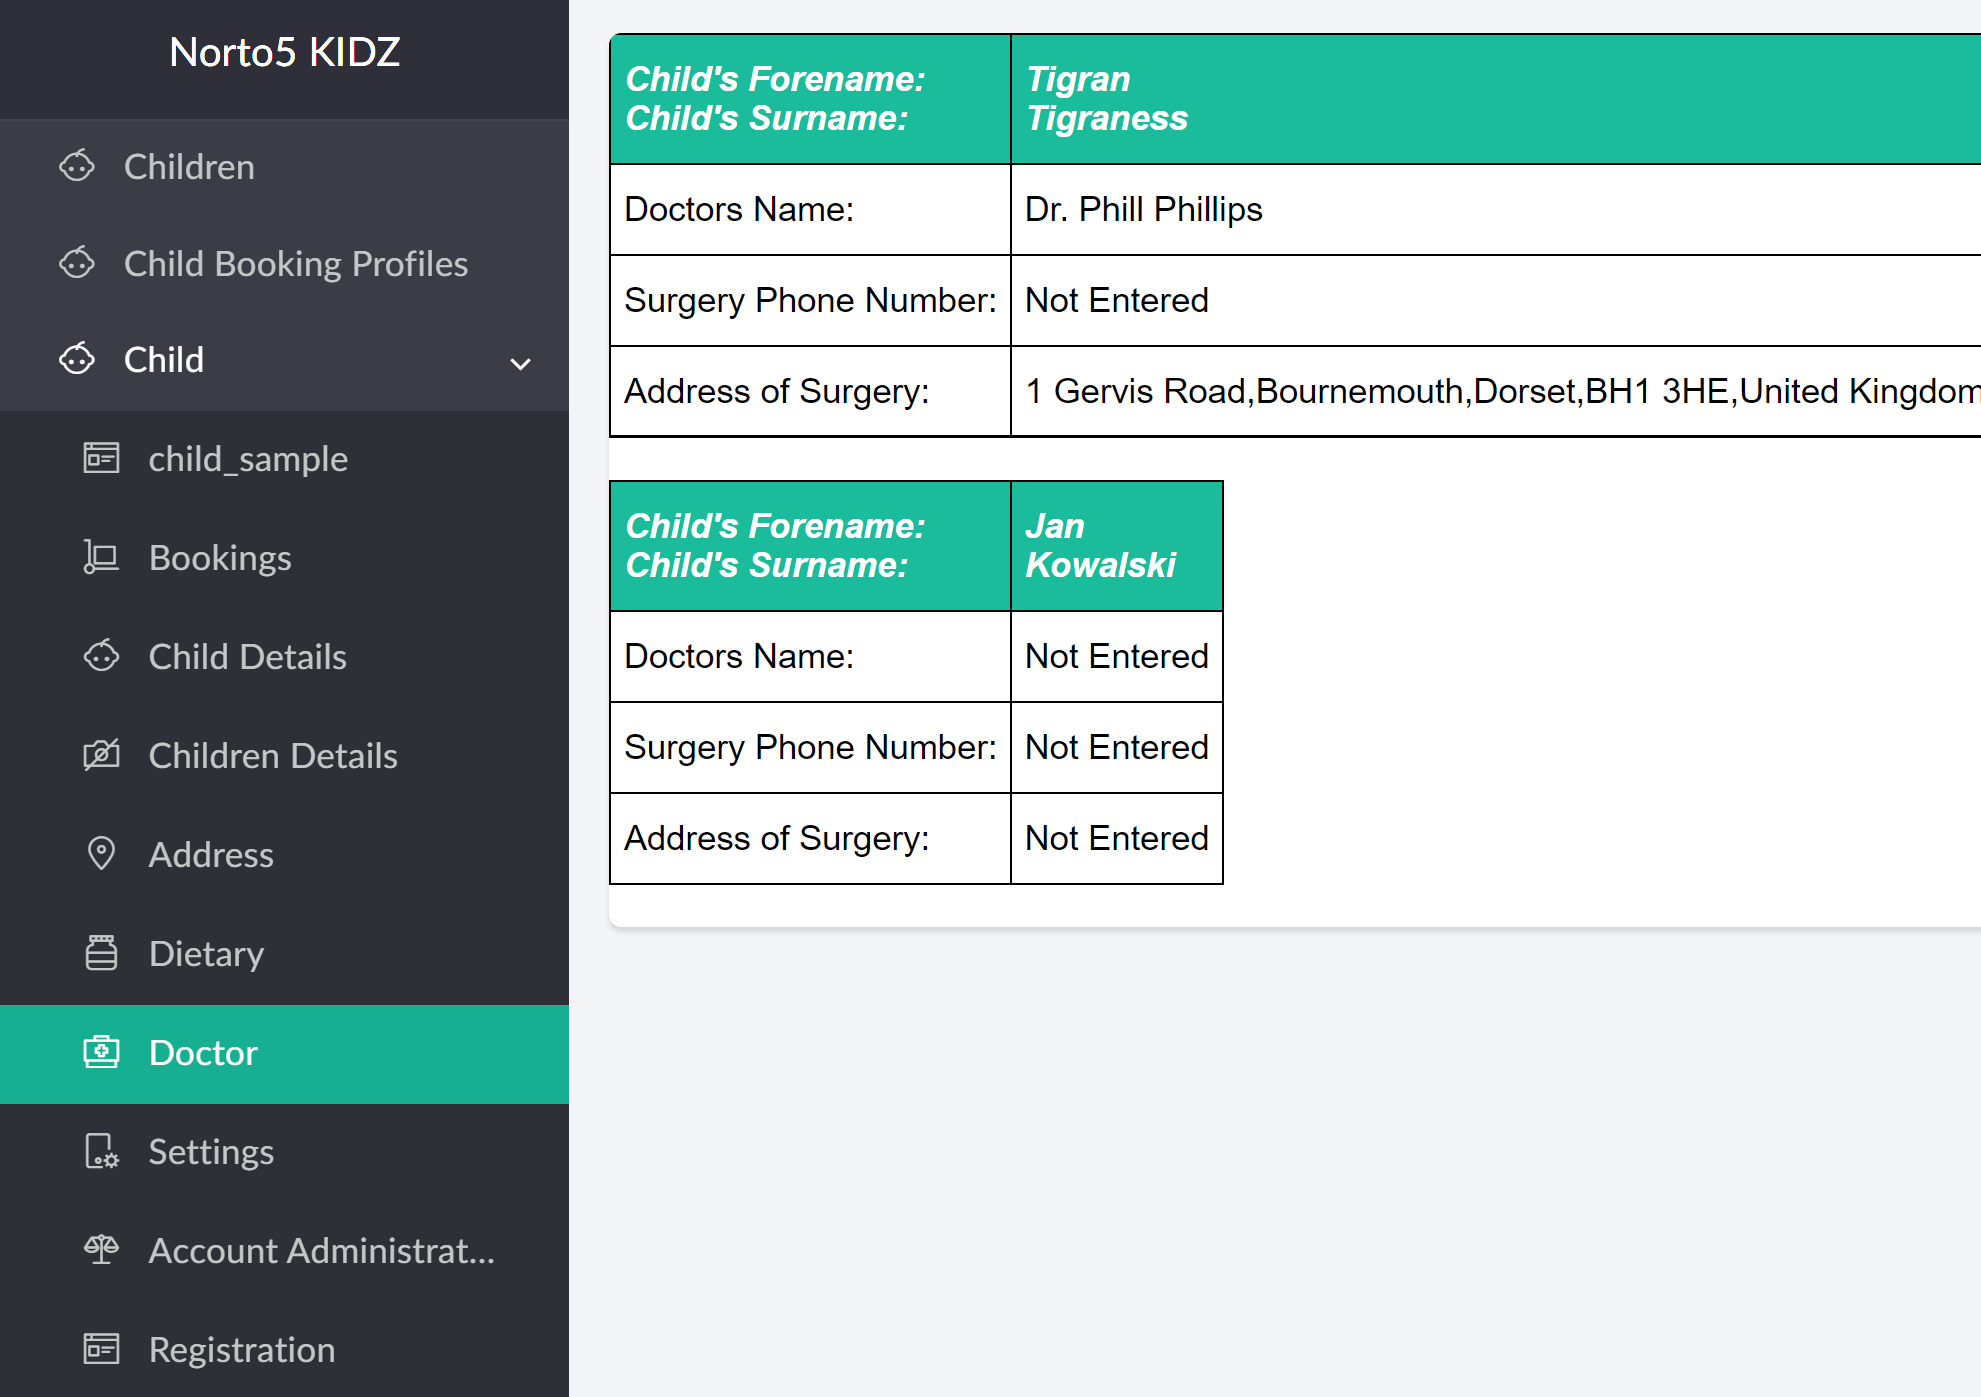 Norto5 KIDZ
Children
Child Booking Profiles
Child
child_sample
Bookings
Child Details
Children Details
Address
Dietary
Doctor
Settings
Account Administrat...
Registration
Child's Forename: Tigran
Child's Surname: Tigraness
Doctors Name: Dr. Phill Phillips
Surgery Phone Number: Not Entered
Address of Surgery: 1 Gervis Road,Bournemouth,Dorset,BH1 3HE,United Kingdom
Child's Forename: Jan
Child's Surname: Kowalski
Doctors Name: Not Entered
Surgery Phone Number: Not Entered
Address of Surgery: Not Entered